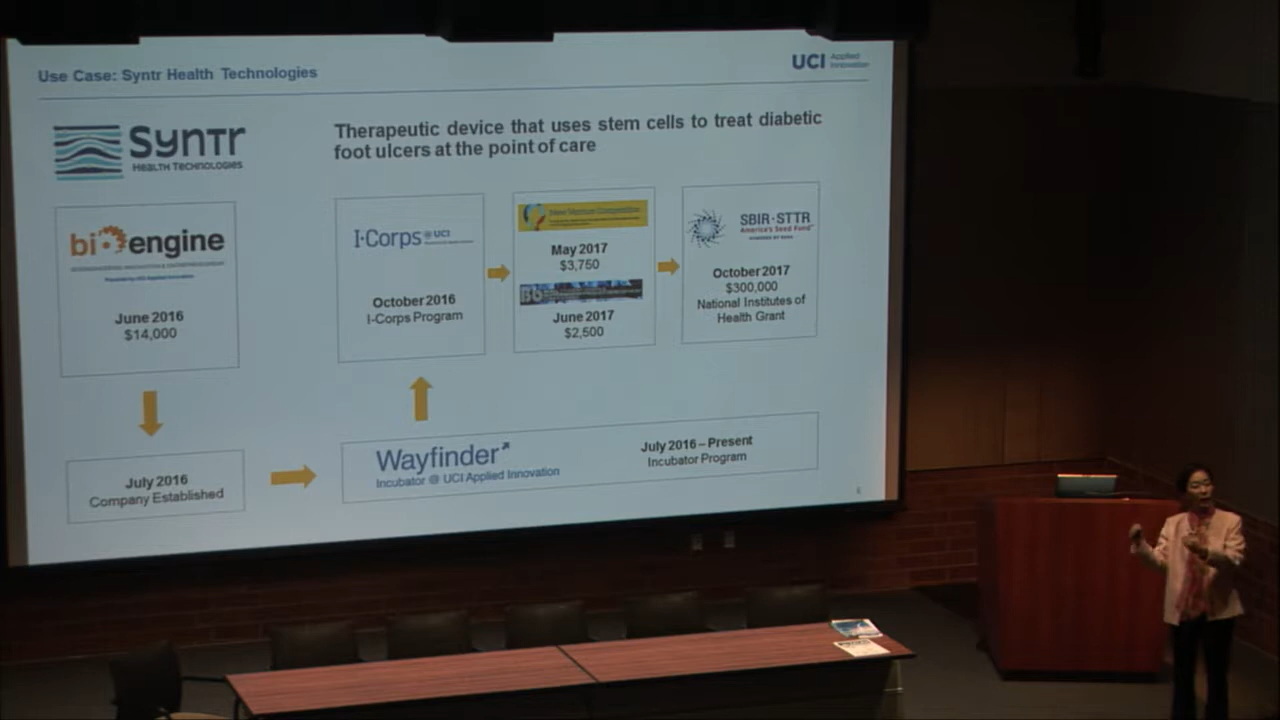 Use Case: Syntr Health Technologies
UCI Applied Innovation
Syntr
Health Technologies
Therapeutic device that uses stem cells to treat diabetic
foot ulcers at the point of care
bioengine
June 2016
$14,000
I-Corps @UCI
October 2016
I-Corps Program
New Venture Competition
May 2017
$3,750
June 2017
$2,500
SBIR·STTR
America's Seed Fund
October 2017
$300,000
National Institutes of
Health Grant
July 2016
Company Established
Wayfinder
Incubator @ UCI Applied Innovation
July 2016 – Present
Incubator Program